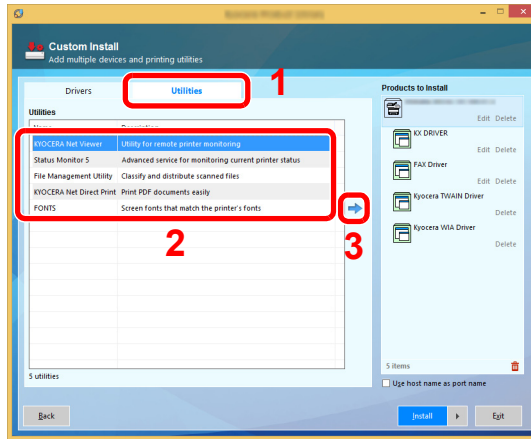 Custom Install
Add multiple devices and printing utilities
Drivers
Utilities
1
Utilities
Name Description
KYOCERA Net Viewer Utility for remote printer monitoring
Status Monitor 5 Advanced service for monitoring current printer status
File Management Utility Classify and distribute scanned files
KYOCERA Net Direct Print Print PDF documents easily
FONTS Screen fonts that match the printer's fonts
2
3
5 utilities
Products to Install
Edit Delete
KX DRIVER
Edit Delete
FAX Driver
Edit Delete
Kyocera TWAIN Driver
Delete
Kyocera WIA Driver
Delete
5 items
Use host name as port name
Back
Install
Exit